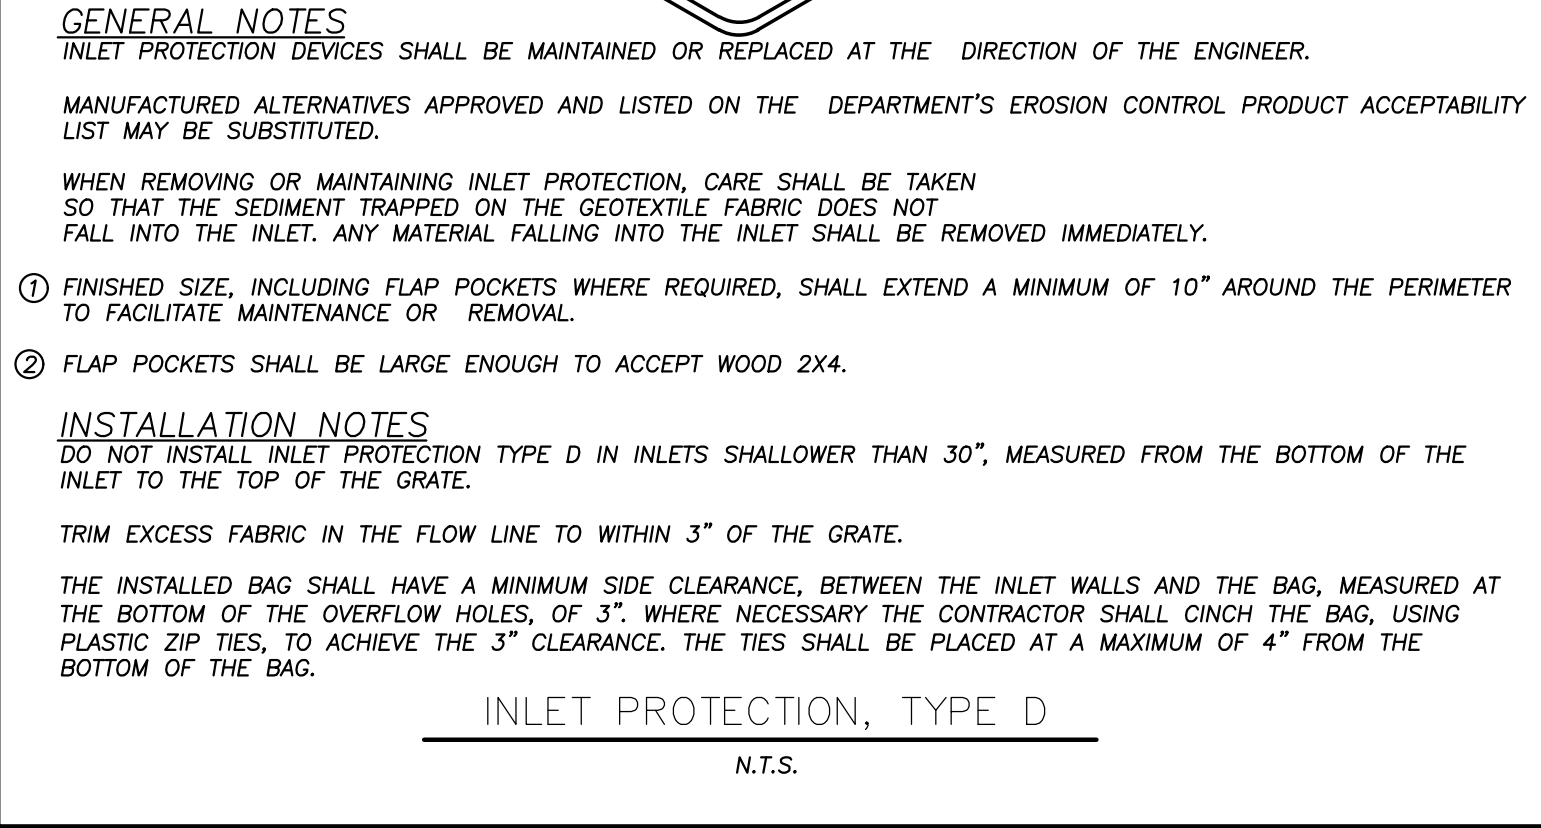 GENERAL NOTES
INLET PROTECTION DEVICES SHALL BE MAINTAINED OR REPLACED AT THE DIRECTION OF THE ENGINEER.
MANUFACTURED ALTERNATIVES APPROVED AND LISTED ON THE DEPARTMENT'S EROSION CONTROL PRODUCT ACCEPTABILITY
LIST MAY BE SUBSTITUTED.
WHEN REMOVING OR MAINTAINING INLET PROTECTION, CARE SHALL BE TAKEN
SO THAT THE SEDIMENT TRAPPED ON THE GEOTEXTILE FABRIC DOES NOT
FALL INTO THE INLET. ANY MATERIAL FALLING INTO THE INLET SHALL BE REMOVED IMMEDIATELY.
① FINISHED SIZE, INCLUDING FLAP POCKETS WHERE REQUIRED, SHALL EXTEND A MINIMUM OF 10" AROUND THE PERIMETER
TO FACILITATE MAINTENANCE OR REMOVAL.
② FLAP POCKETS SHALL BE LARGE ENOUGH TO ACCEPT WOOD 2X4.
INSTALLATION NOTES
DO NOT INSTALL INLET PROTECTION TYPE D IN INLETS SHALLOWER THAN 30", MEASURED FROM THE BOTTOM OF THE
INLET TO THE TOP OF THE GRATE.
TRIM EXCESS FABRIC IN THE FLOW LINE TO WITHIN 3" OF THE GRATE.
THE INSTALLED BAG SHALL HAVE A MINIMUM SIDE CLEARANCE, BETWEEN THE INLET WALLS AND THE BAG, MEASURED AT
THE BOTTOM OF THE OVERFLOW HOLES, OF 3". WHERE NECESSARY THE CONTRACTOR SHALL CINCH THE BAG, USING
PLASTIC ZIP TIES, TO ACHIEVE THE 3" CLEARANCE. THE TIES SHALL BE PLACED AT A MAXIMUM OF 4" FROM THE
BOTTOM OF THE BAG.
INLET PROTECTION, TYPE D
N.T.S.